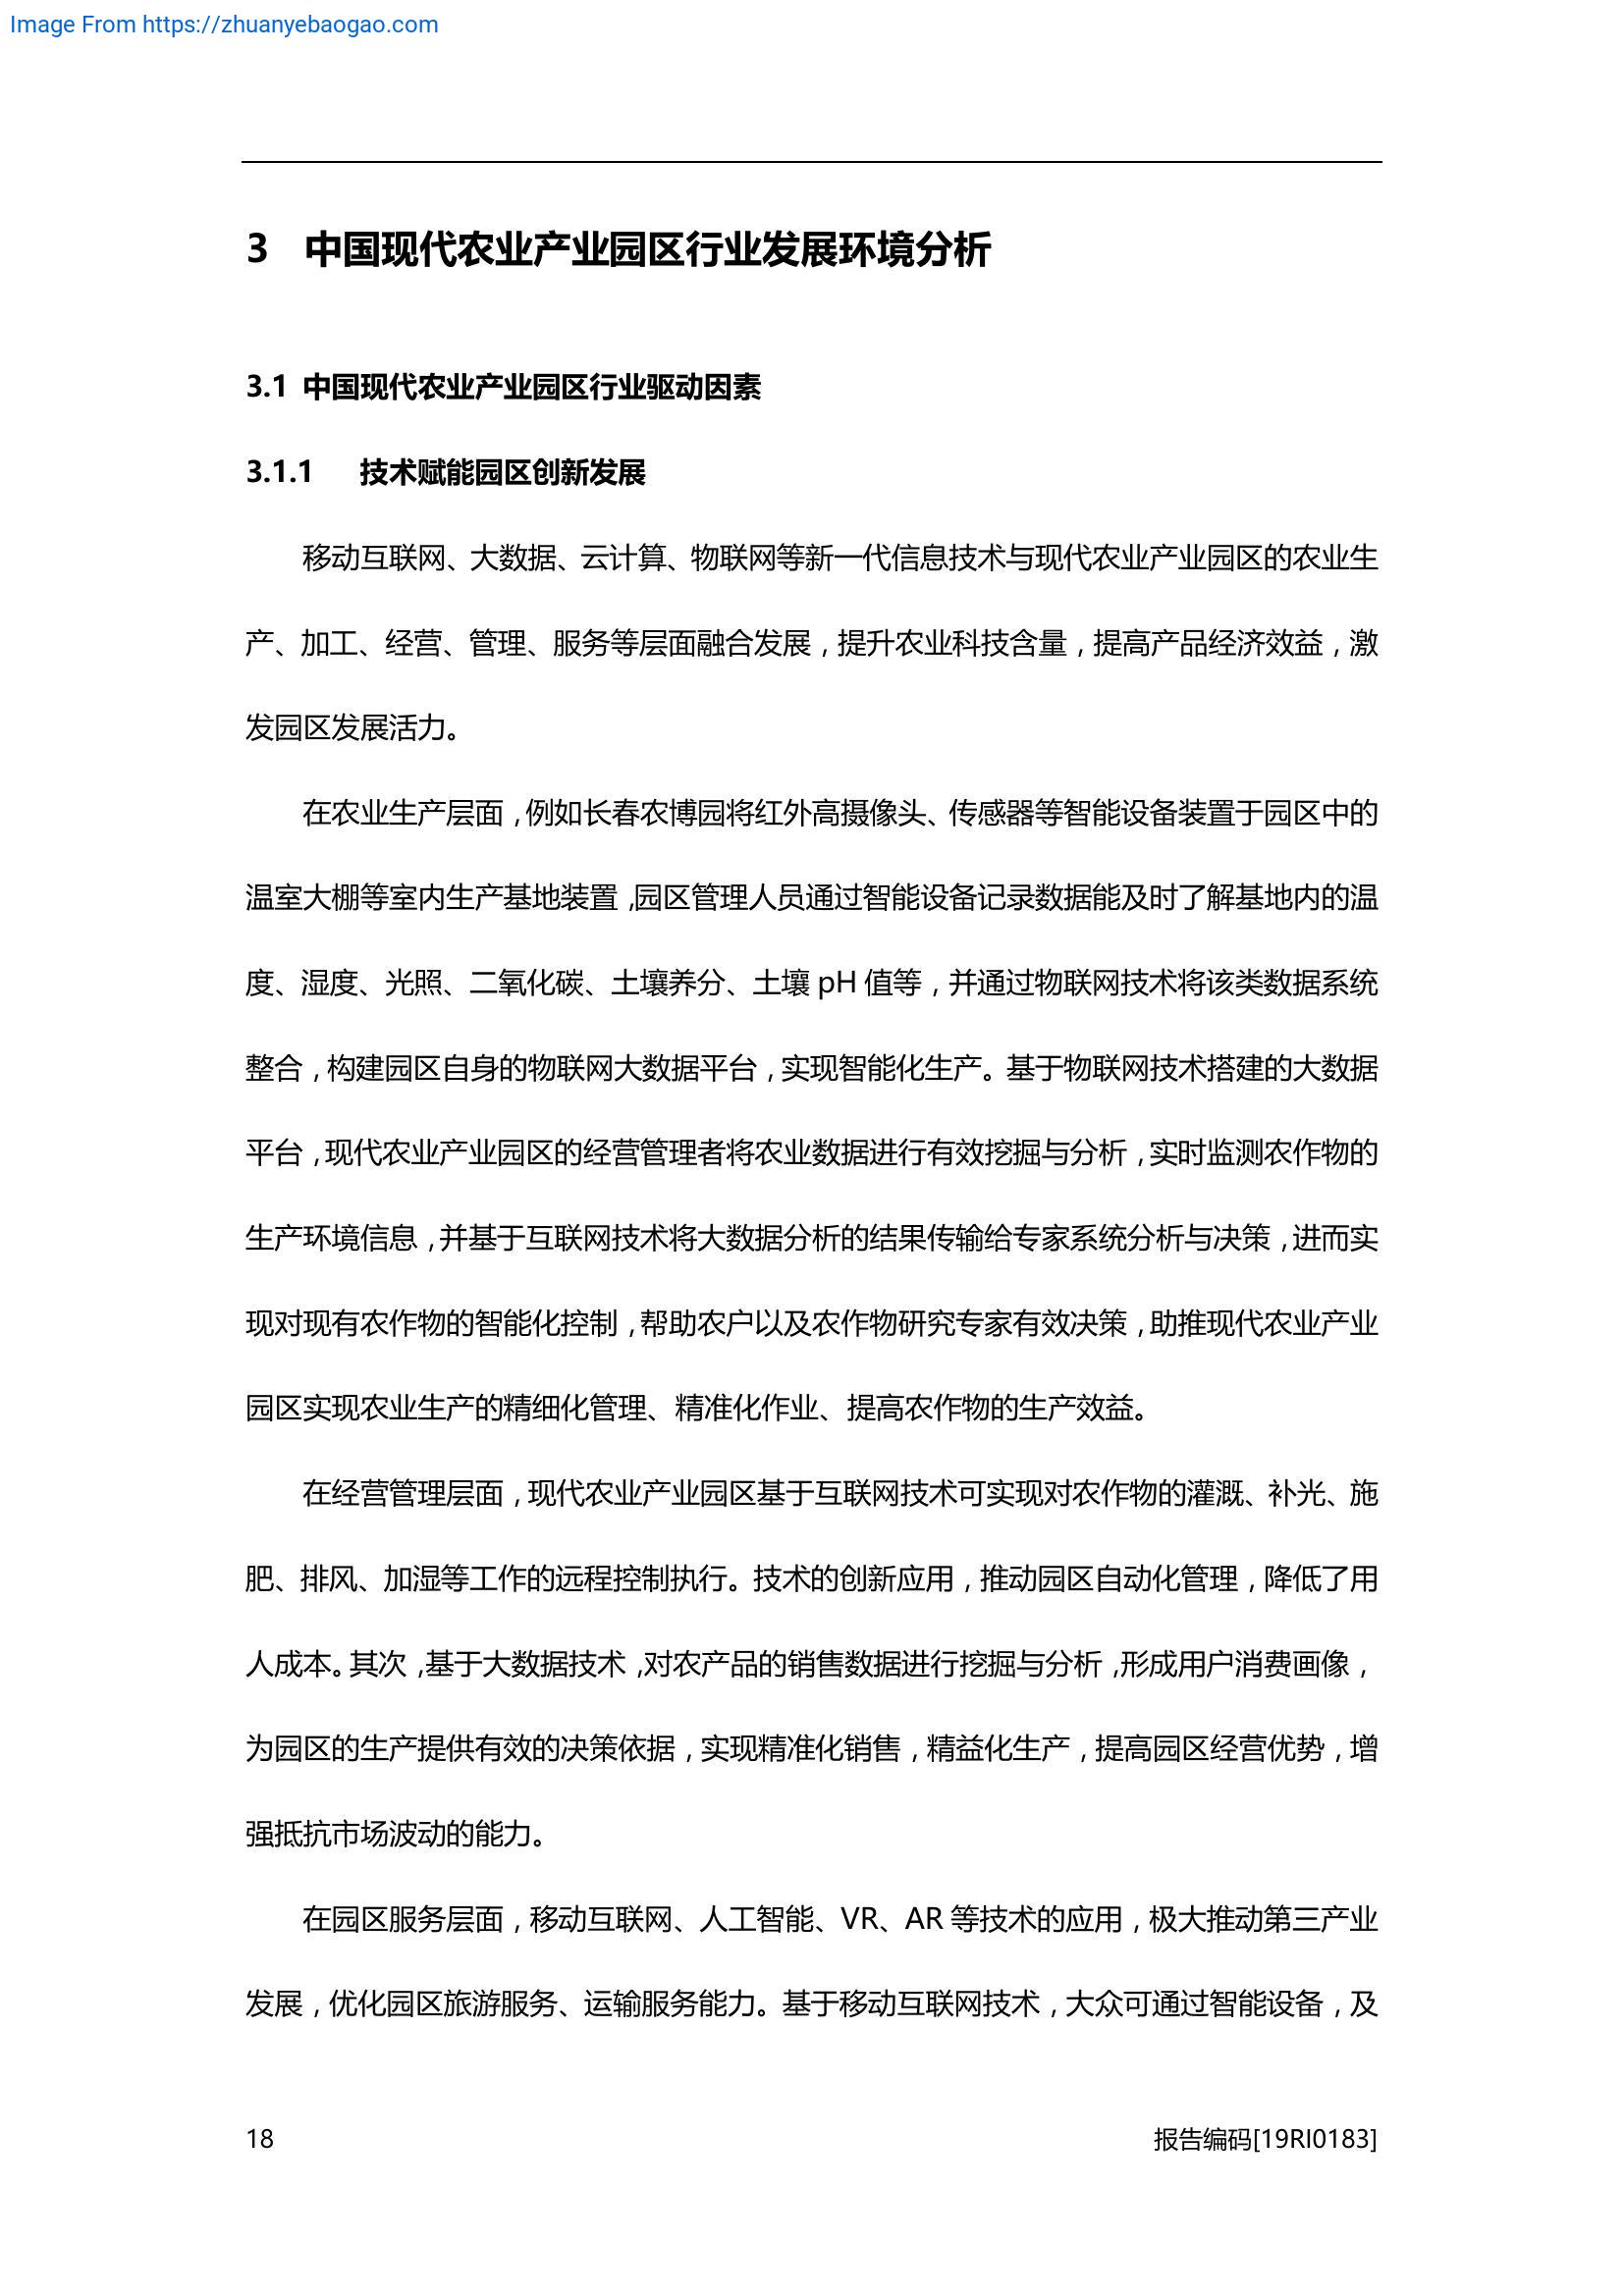 Image From https://zhuanyebaogao.com
3 中国现代农业产业园区行业发展环境分析
3.1 中国现代农业产业园区行业驱动因素
3.1.1 技术赋能园区创新发展
移动互联网、大数据、云计算、物联网等新一代信息技术与现代农业产业园区的农业生
产、加工、经营、管理、服务等层面融合发展，提升农业科技含量，提高产品经济效益，激
发园区发展活力。
在农业生产层面，例如长春农博园将红外高摄像头、传感器等智能设备装置于园区中的
温室大棚等室内生产基地装置，园区管理人员通过智能设备记录数据能及时了解基地内的温
度、湿度、光照、二氧化碳、土壤养分、土壤 pH 值等，并通过物联网技术将该类数据系统
整合，构建园区自身的物联网大数据平台，实现智能化生产。基于物联网技术搭建的大数据
平台，现代农业产业园区的经营管理者将农业数据进行有效挖掘与分析，实时监测农作物的
生产环境信息，并基于互联网技术将大数据分析的结果传输给专家系统分析与决策，进而实
现对现有农作物的智能化控制，帮助农户以及农作物研究专家有效决策，助推现代农业产业
园区实现农业生产的精细化管理、精准化作业、提高农作物的生产效益。
在经营管理层面，现代农业产业园区基于互联网技术可实现对农作物的灌溉、补光、施
肥、排风、加湿等工作的远程控制执行。技术的创新应用，推动园区自动化管理，降低了用
人成本。其次，基于大数据技术，对农产品的销售数据进行挖掘与分析，形成用户消费画像，
为园区的生产提供有效的决策依据，实现精准化销售，精益化生产，提高园区经营优势，增
强抵抗市场波动的能力。
在园区服务层面，移动互联网、人工智能、VR、AR 等技术的应用，极大推动第三产业
发展，优化园区旅游服务、运输服务能力。基于移动互联网技术，大众可通过智能设备，及
18
报告编码[19RI0183]